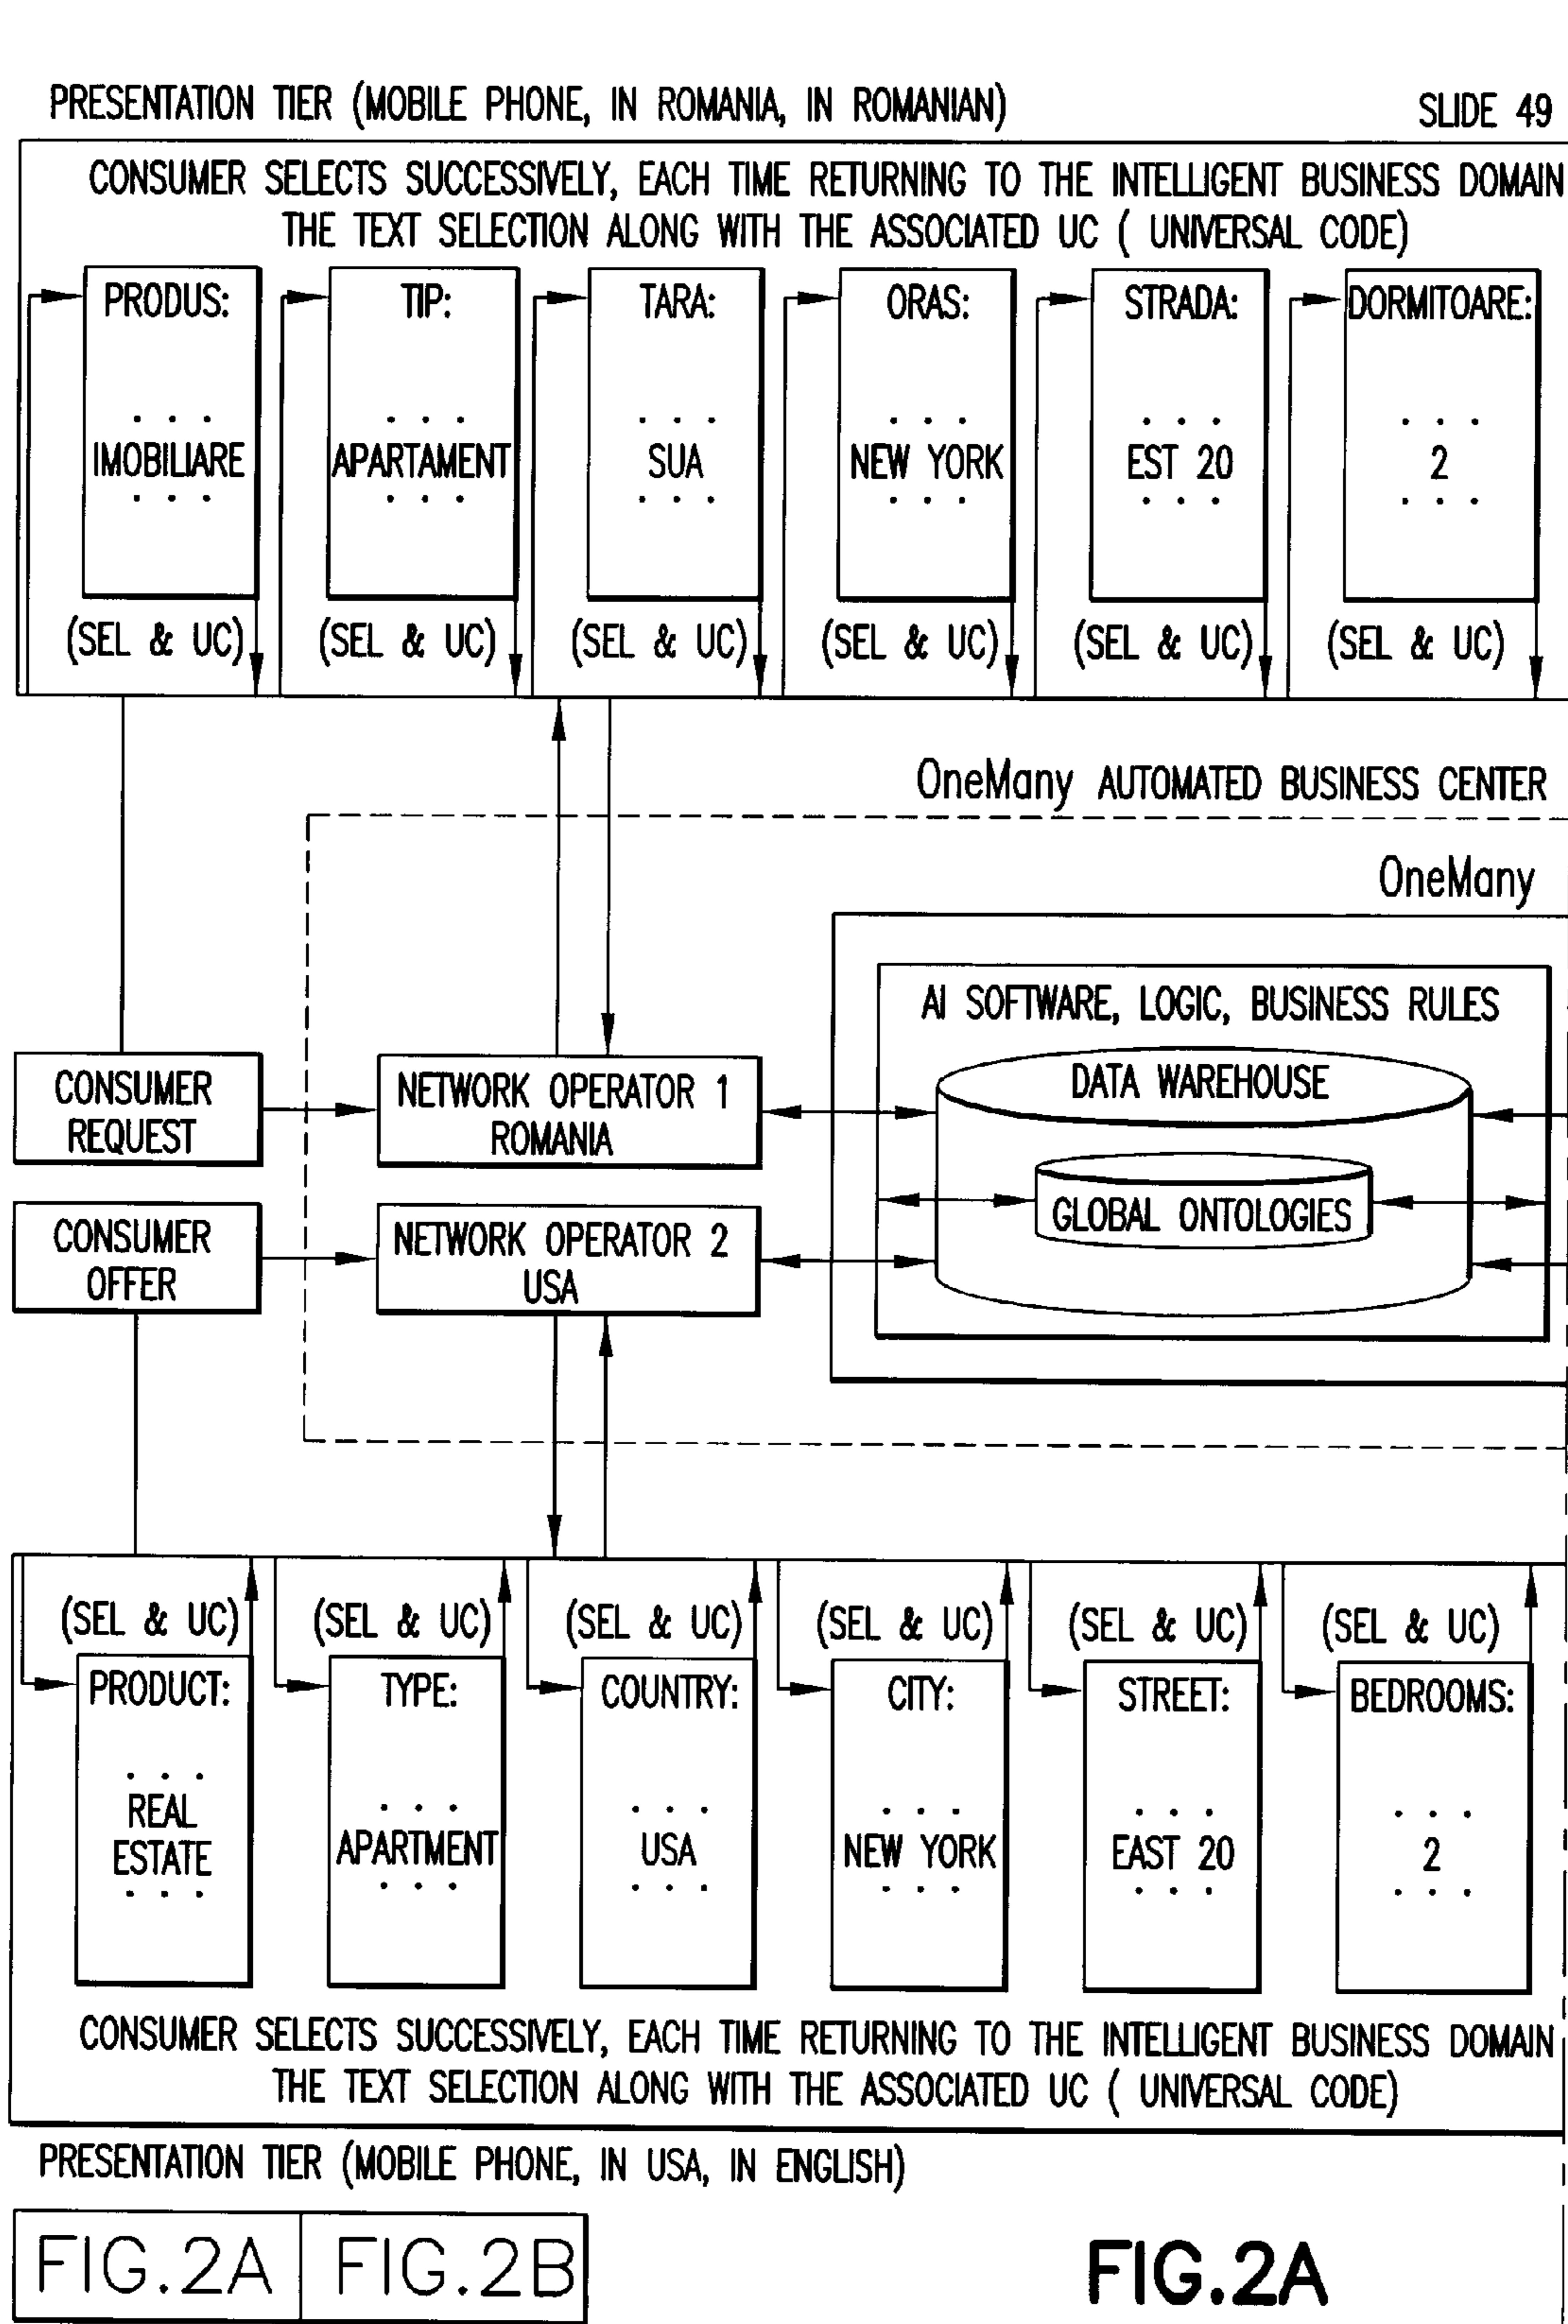 PRESENTATION TIER (MOBILE PHONE, IN ROMANIA, IN ROMANIAN)
SLIDE 49
CONSUMER SELECTS SUCCESSIVELY, EACH TIME RETURNING TO THE INTELLIGENT BUSINESS DOMAIN
THE TEXT SELECTION ALONG WITH THE ASSOCIATED UC ( UNIVERSAL CODE)
PRODUS:
. . .
IMOBILIARE
. . .
(SEL & UC)
TIP:
. . .
APARTAMENT
. . .
(SEL & UC)
TARA:
. . .
SUA
. . .
(SEL & UC)
ORAS:
. . .
NEW YORK
. . .
(SEL & UC)
STRADA:
. . .
EST 20
. . .
(SEL & UC)
DORMITOARE:
. . .
2
. . .
(SEL & UC)
OneMany AUTOMATED BUSINESS CENTER
OneMany
AI SOFTWARE, LOGIC, BUSINESS RULES
DATA WAREHOUSE
GLOBAL ONTOLOGIES
CONSUMER
REQUEST
NETWORK OPERATOR 1
ROMANIA
CONSUMER
OFFER
NETWORK OPERATOR 2
USA
(SEL & UC)
PRODUCT:
. . .
REAL
ESTATE
. . .
(SEL & UC)
TYPE:
. . .
APARTMENT
. . .
(SEL & UC)
COUNTRY:
. . .
USA
. . .
(SEL & UC)
CITY:
. . .
NEW YORK
. . .
(SEL & UC)
STREET:
. . .
EAST 20
. . .
(SEL & UC)
BEDROOMS:
. . .
2
. . .
CONSUMER SELECTS SUCCESSIVELY, EACH TIME RETURNING TO THE INTELLIGENT BUSINESS DOMAIN
THE TEXT SELECTION ALONG WITH THE ASSOCIATED UC ( UNIVERSAL CODE)
PRESENTATION TIER (MOBILE PHONE, IN USA, IN ENGLISH)
FIG.2A
FIG.2B
FIG.2A